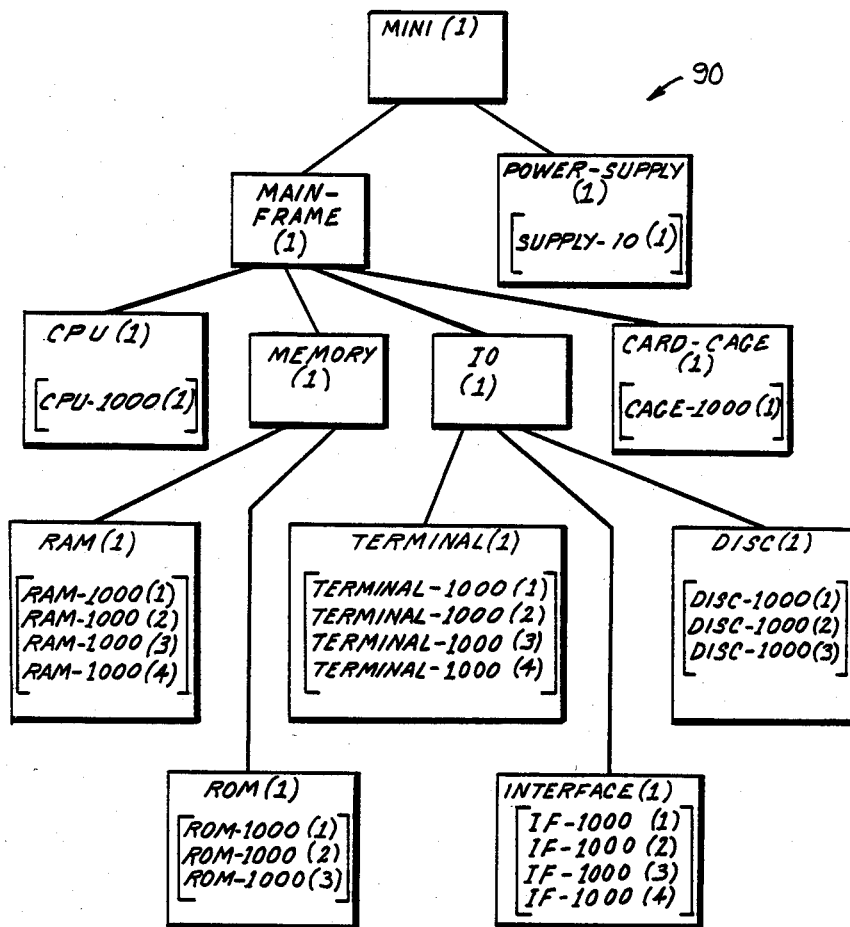 MINI (1)
90
MAIN-
FRAME
(1)
POWER-SUPPLY
(1)
SUPPLY-10 (1)
CPU (1)
CPU-1000 (1)
MEMORY
(1)
IO
(1)
CARD-CAGE
(1)
CAGE-1000 (1)
RAM (1)
RAM-1000 (1)
RAM-1000 (2)
RAM-1000 (3)
RAM-1000 (4)
TERMINAL (1)
TERMINAL-1000 (1)
TERMINAL-1000 (2)
TERMINAL-1000 (3)
TERMINAL-1000 (4)
DISC (1)
DISC-1000 (1)
DISC-1000 (2)
DISC-1000 (3)
ROM (1)
ROM-1000 (1)
ROM-1000 (2)
ROM-1000 (3)
INTERFACE (1)
IF-1000 (1)
IF-1000 (2)
IF-1000 (3)
IF-1000 (4)